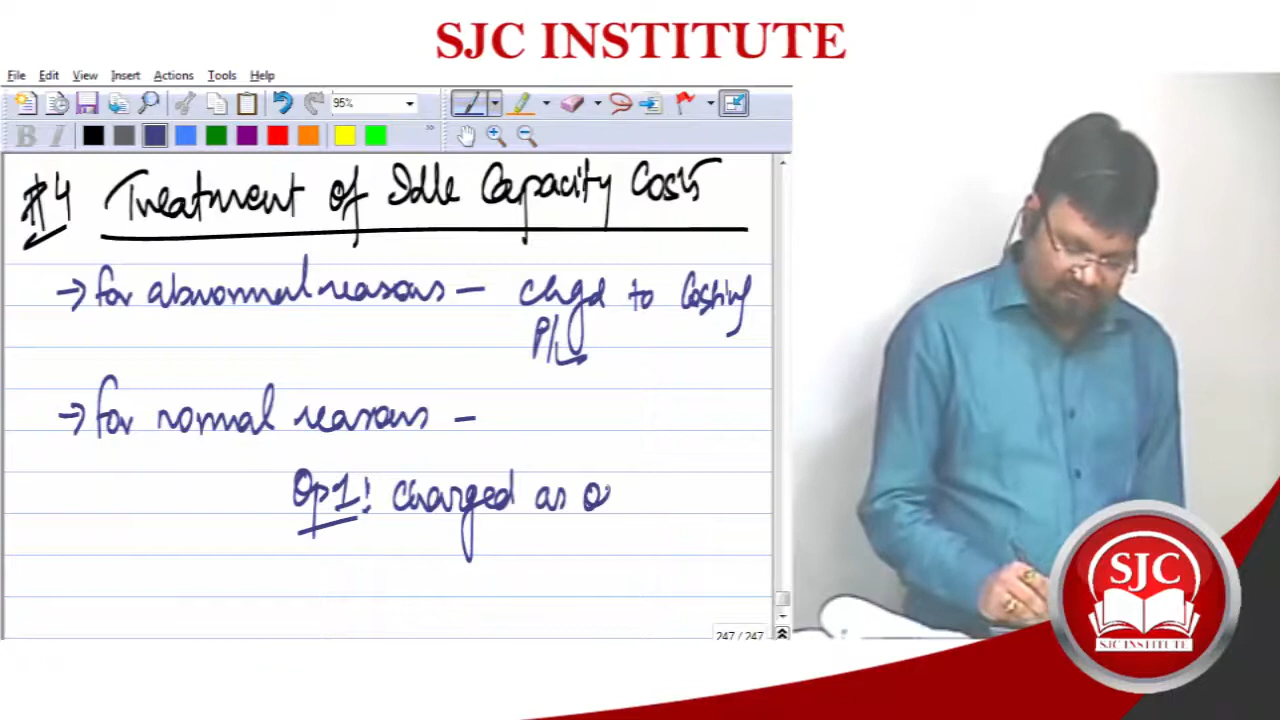 SJC INSTITUTE
File Edit View Insert Actions Tools Help
95%
B I
#4 Treatment of Idle Capacity Costs
→ for abnormal reasons – chgd to Costing
P/L
→ for normal reasons –
Op1: charged as o
247 / 247
SJC
SJC INSTITUTE